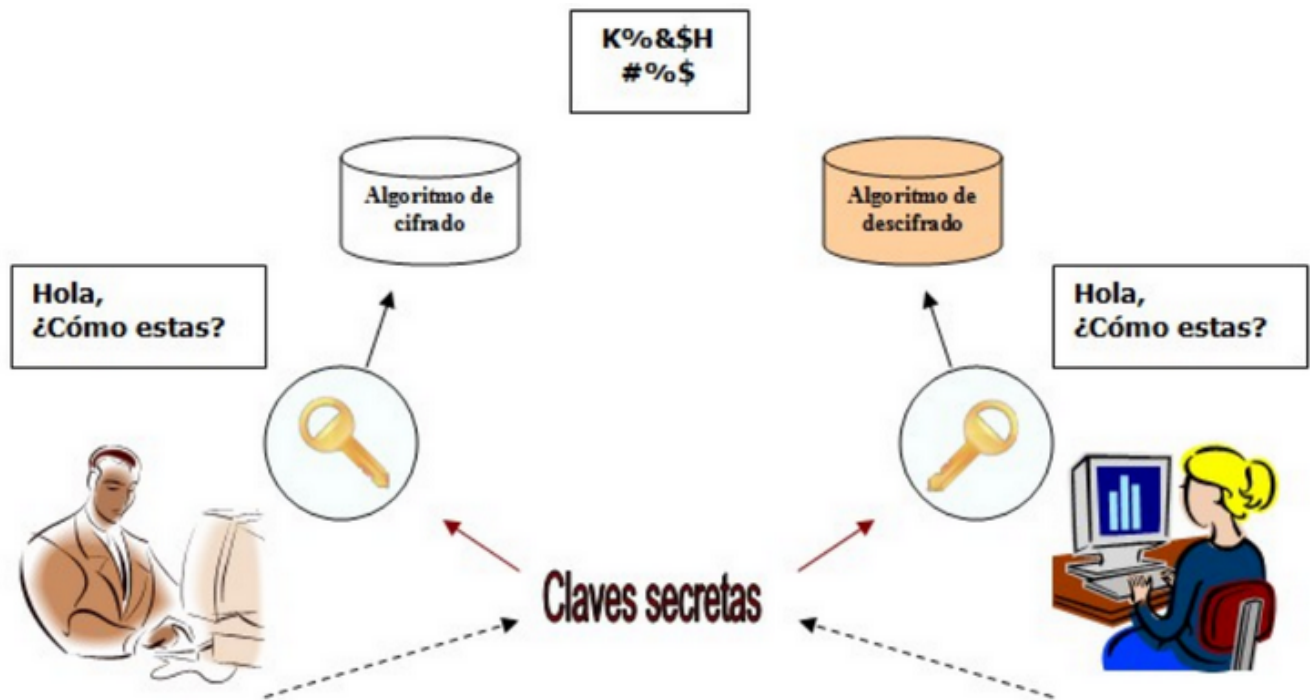 K%&$H
#%$
Algoritmo de
cifrado
Algoritmo de
descifrado
Hola,
¿Cómo estas?
Hola,
¿Cómo estas?
Claves secretas